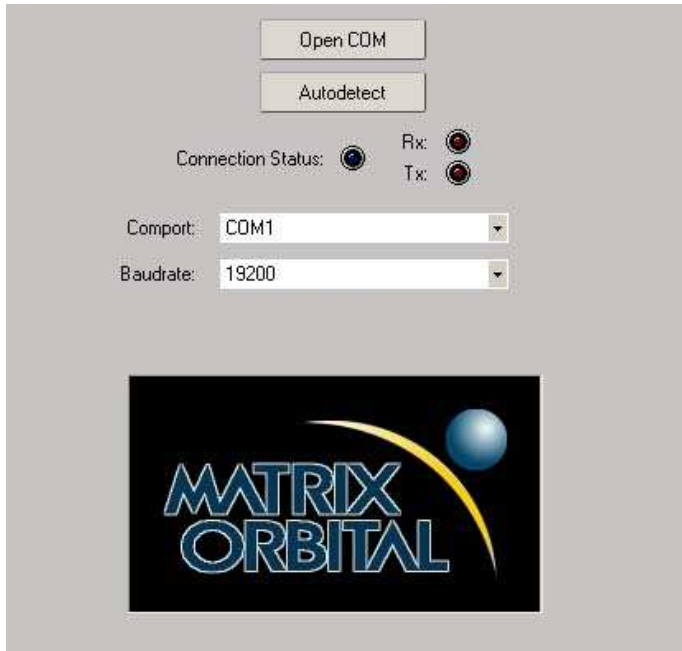 Open COM
Autodetect
Connection Status:
Rx:
Tx:
Comport: COM1
Baudrate: 19200
MATRIX
ORBITAL